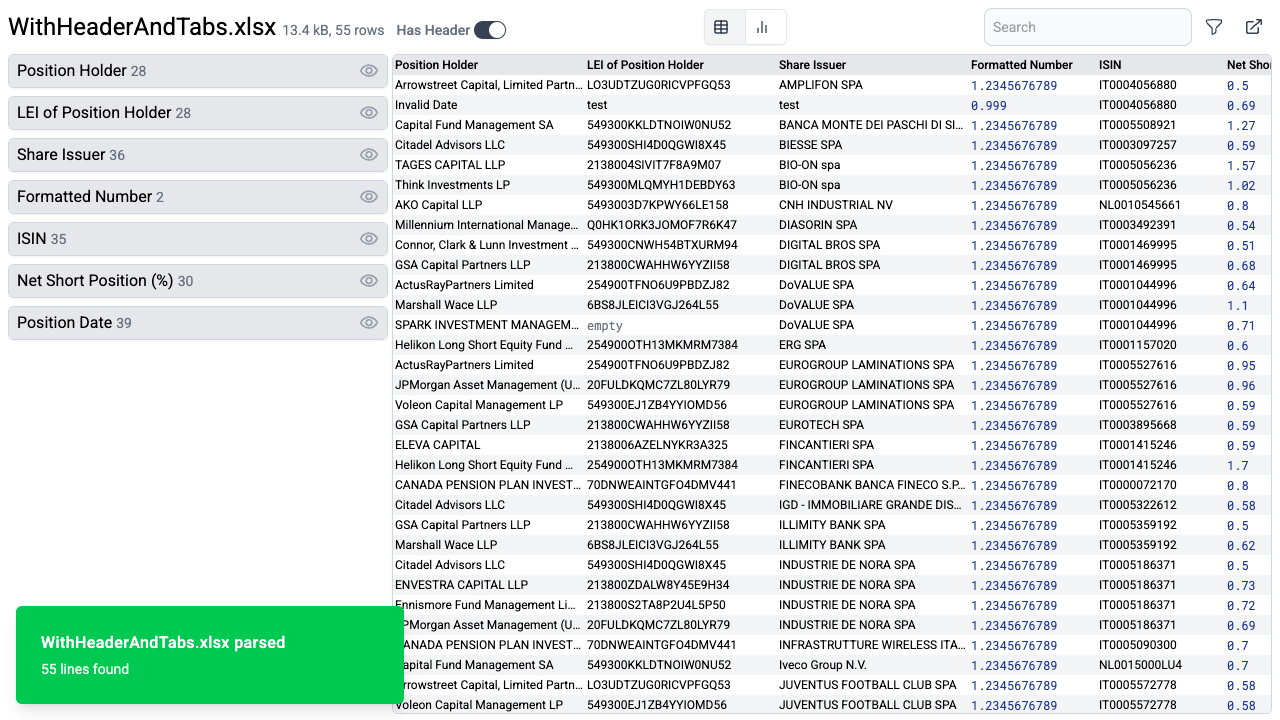 WithHeaderAndTabs.xlsx 13.4 kB, 55 rows Has Header Search
Position Holder 28
LEI of Position Holder 28
Share Issuer 36
Formatted Number 2
ISIN 35
Net Short Position (%) 30
Position Date 39
Position Holder LEI of Position Holder Share Issuer Formatted Number ISIN Net Shor
Arrowstreet Capital, Limited Partn... LO3UDTZUG0RICVPFGQ53 AMPLIFON SPA 1.2345676789 IT0004056880 0.5
Invalid Date test test 0.999 IT0004056880 0.69
Capital Fund Management SA 549300KKLDTNOIW0NU52 BANCA MONTE DEI PASCHI DI SI... 1.2345676789 IT0005508921 1.27
Citadel Advisors LLC 549300SHI4D0QGWI8X45 BIESSE SPA 1.2345676789 IT0003097257 0.59
TAGES CAPITAL LLP 2138004SIVIT7F8A9M07 BIO-ON spa 1.2345676789 IT0005056236 1.57
Think Investments LP 549300MLQMYH1DEBDY63 BIO-ON spa 1.2345676789 IT0005056236 1.02
AKO Capital LLP 5493003D7KPWY66LE158 CNH INDUSTRIAL NV 1.2345676789 NL0010545661 0.8
Millennium International Manage... Q0HK1ORK3JOMOF7R6K47 DIASORIN SPA 1.2345676789 IT0003492391 0.54
Connor, Clark & Lunn Investment ... 549300CNWH54BTXURM94 DIGITAL BROS SPA 1.2345676789 IT0001469995 0.51
GSA Capital Partners LLP 213800CWAHHW6YYZII58 DIGITAL BROS SPA 1.2345676789 IT0001469995 0.68
ActusRayPartners Limited 254900TFNO6U9PBDZJ82 DoVALUE SPA 1.2345676789 IT0001044996 0.64
Marshall Wace LLP 6BS8JLEICI3VGJ264L55 DoVALUE SPA 1.2345676789 IT0001044996 1.1
SPARK INVESTMENT MANAGEM... empty DoVALUE SPA 1.2345676789 IT0001044996 0.71
Helikon Long Short Equity Fund ... 254900OTH13MKMRM7384 ERG SPA 1.2345676789 IT0001157020 0.6
ActusRayPartners Limited 254900TFNO6U9PBDZJ82 EUROGROUP LAMINATIONS SPA 1.2345676789 IT0005527616 0.95
JPMorgan Asset Management (U... 20FULDKQMC7ZL80LYR79 EUROGROUP LAMINATIONS SPA 1.2345676789 IT0005527616 0.96
Voleon Capital Management LP 549300EJ1ZB4YYIOMD56 EUROGROUP LAMINATIONS SPA 1.2345676789 IT0005527616 0.59
GSA Capital Partners LLP 213800CWAHHW6YYZII58 EUROTECH SPA 1.2345676789 IT0003895668 0.59
ELEVA CAPITAL 2138006AZELNYKR3A325 FINCANTIERI SPA 1.2345676789 IT0001415246 0.59
Helikon Long Short Equity Fund ... 254900OTH13MKMRM7384 FINCANTIERI SPA 1.2345676789 IT0001415246 1.7
CANADA PENSION PLAN INVEST... 70DNWEAINTGFO4DMV441 FINECOBANK BANCA FINECO S.P... 1.2345676789 IT0000072170 0.8
Citadel Advisors LLC 549300SHI4D0QGWI8X45 IGD - IMMOBILIARE GRANDE DIS... 1.2345676789 IT0005322612 0.58
GSA Capital Partners LLP 213800CWAHHW6YYZII58 ILLIMITY BANK SPA 1.2345676789 IT0005359192 0.5
Marshall Wace LLP 6BS8JLEICI3VGJ264L55 ILLIMITY BANK SPA 1.2345676789 IT0005359192 0.62
Citadel Advisors LLC 549300SHI4D0QGWI8X45 INDUSTRIE DE NORA SPA 1.2345676789 IT0005186371 0.5
ENVESTRA CAPITAL LLP 213800ZDALW8Y45E9H34 INDUSTRIE DE NORA SPA 1.2345676789 IT0005186371 0.73
Ennismore Fund Management Li... 213800S2TA8P2U4L5P50 INDUSTRIE DE NORA SPA 1.2345676789 IT0005186371 0.72
PMorgan Asset Management (U... 20FULDKQMC7ZL80LYR79 INDUSTRIE DE NORA SPA 1.2345676789 IT0005186371 0.69
ANADA PENSION PLAN INVEST... 70DNWEAINTGFO4DMV441 INFRASTRUTTURE WIRELESS ITA... 1.2345676789 IT0005090300 0.7
apital Fund Management SA 549300KKLDTNOIW0NU52 Iveco Group N.V. 1.2345676789 NL0015000LU4 0.7
rrowstreet Capital, Limited Partn... LO3UDTZUG0RICVPFGQ53 JUVENTUS FOOTBALL CLUB SPA 1.2345676789 IT0005572778 0.58
Voleon Capital Management LP 549300EJ1ZB4YYIOMD56 JUVENTUS FOOTBALL CLUB SPA 1.2345676789 IT0005572778 0.58
WithHeaderAndTabs.xlsx parsed
55 lines found